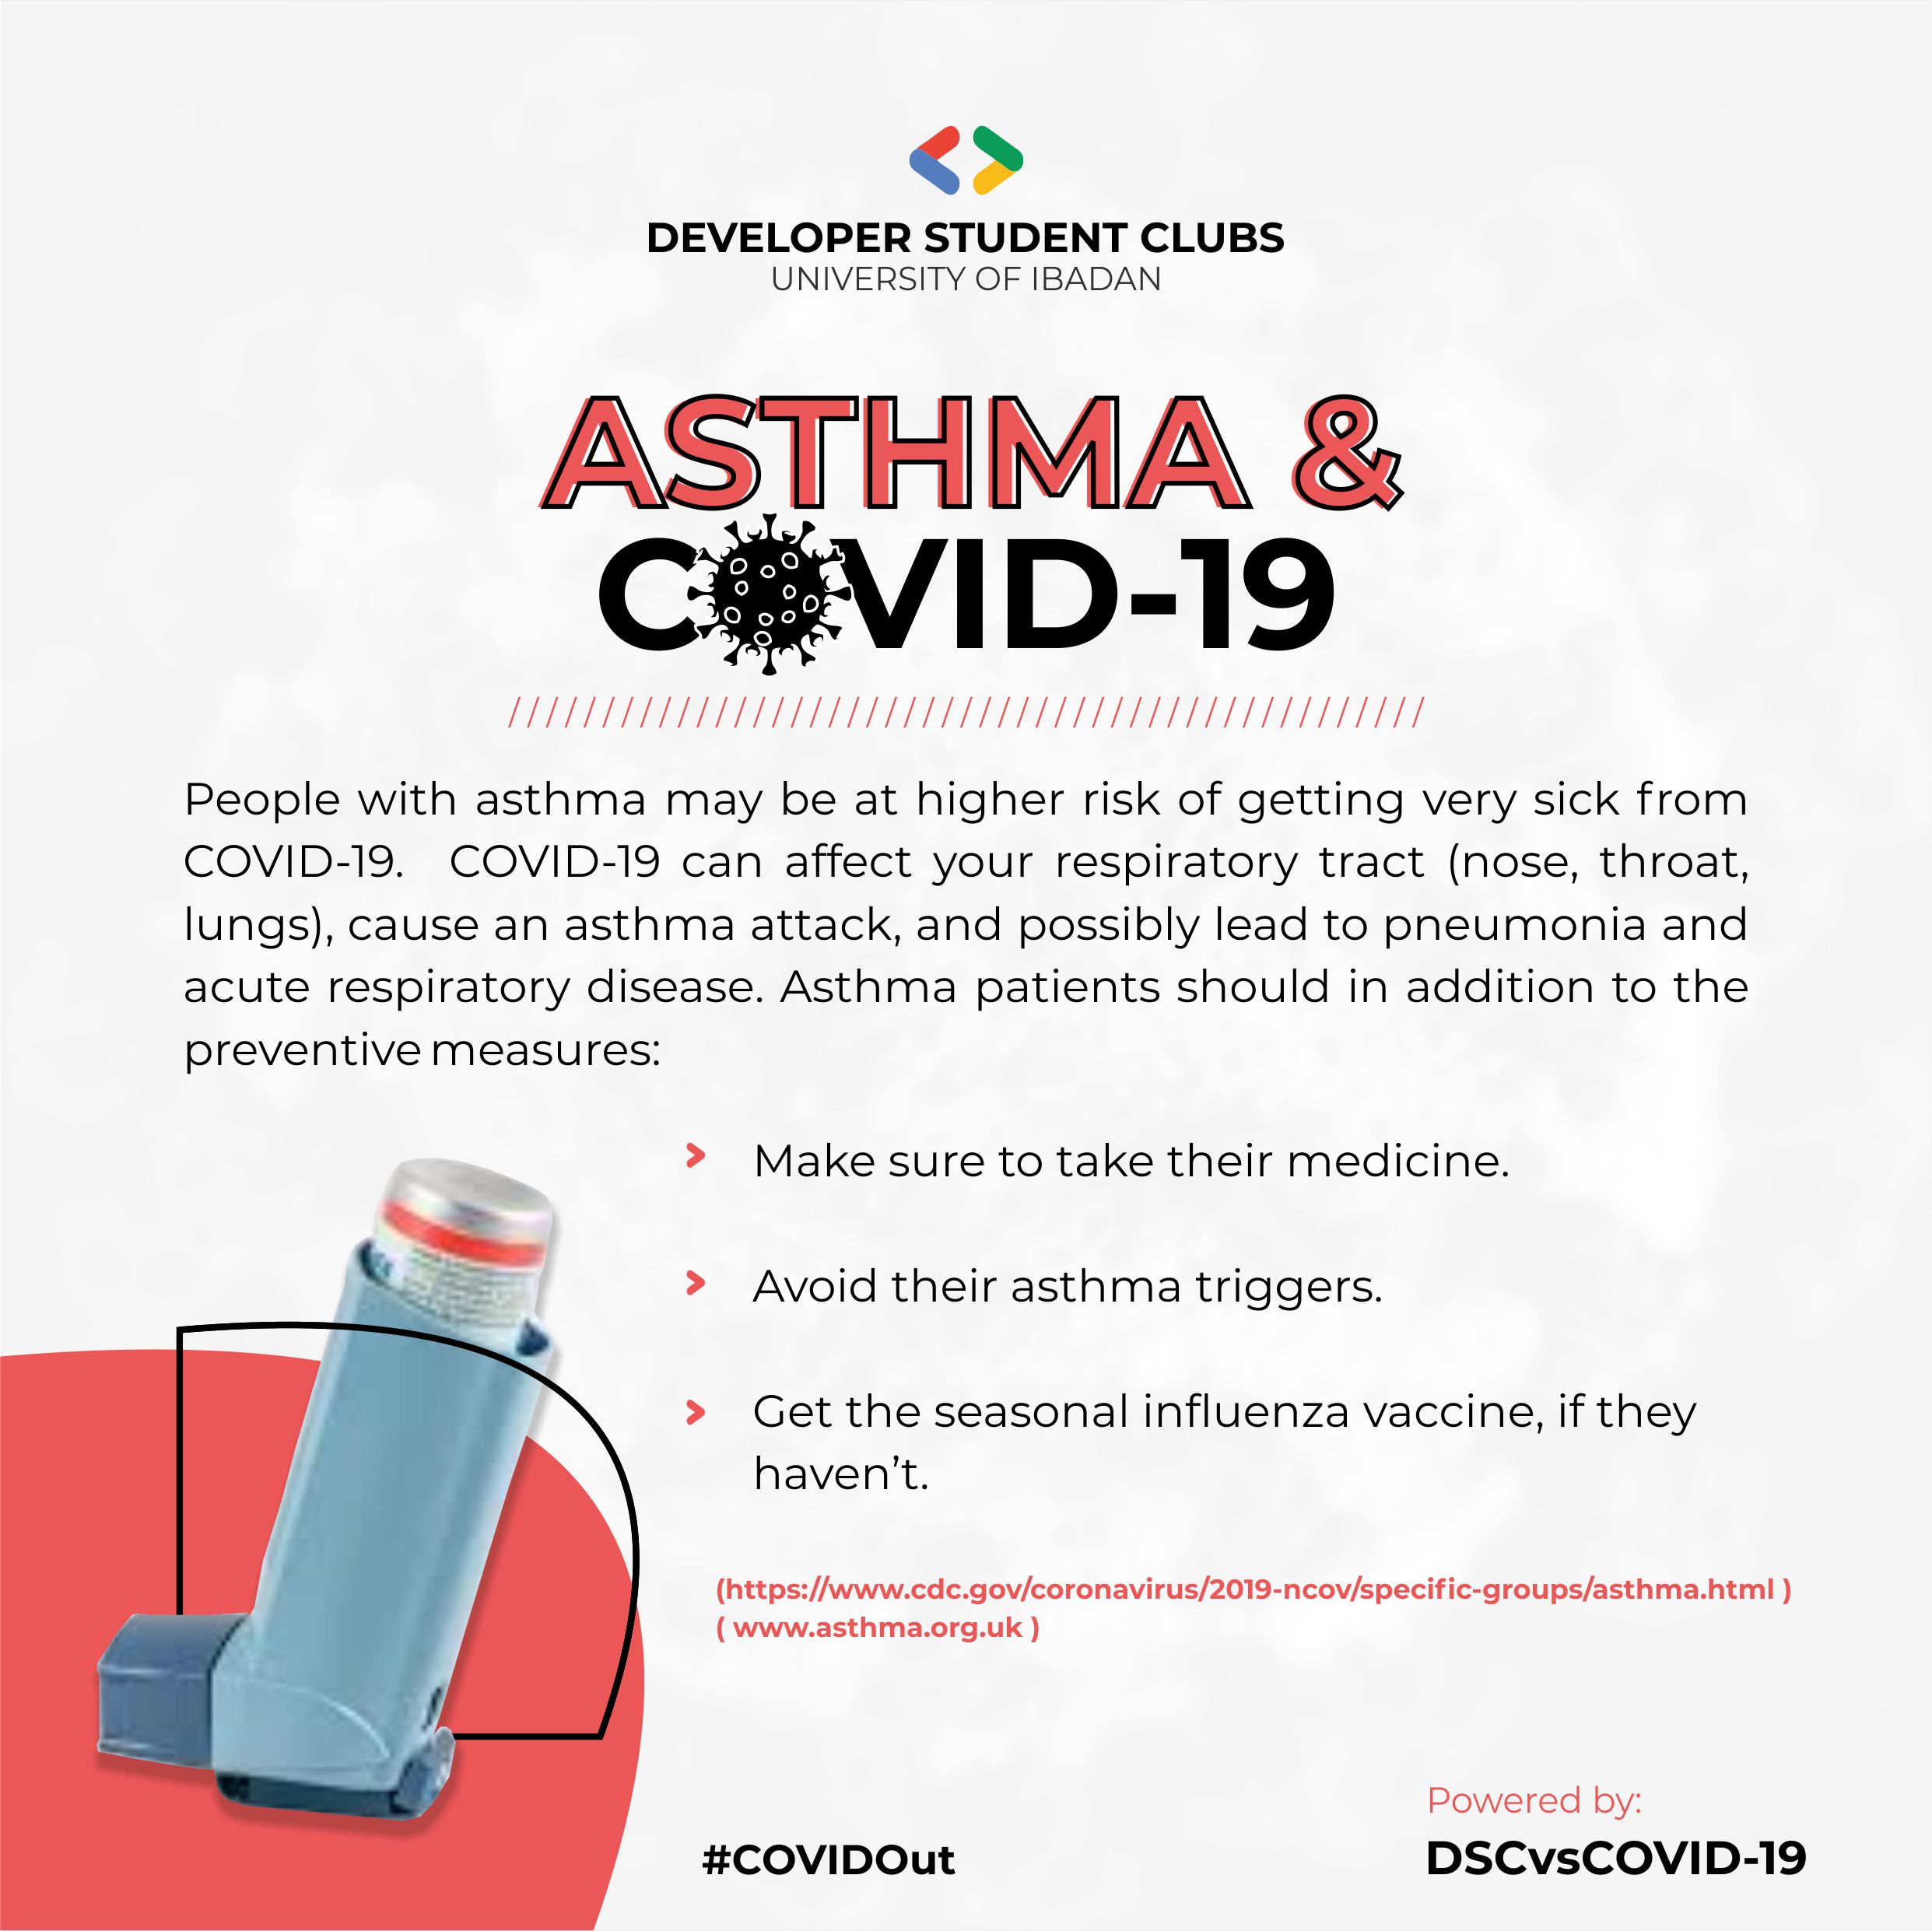 DEVELOPER STUDENT CLUBS
UNIVERSITY OF IBADAN
ASTHMA &
COVID-19
////////////////////////////////////////////////
People with asthma may be at higher risk of getting very sick from
COVID-19. COVID-19 can affect your respiratory tract (nose, throat,
lungs), cause an asthma attack, and possibly lead to pneumonia and
acute respiratory disease. Asthma patients should in addition to the
preventive measures:
Make sure to take their medicine.
Avoid their asthma triggers.
Get the seasonal influenza vaccine, if they
haven’t.
(https://www.cdc.gov/coronavirus/2019-ncov/specific-groups/asthma.html )
( www.asthma.org.uk )
Powered by:
#COVIDOut
DSCvsCOVID-19